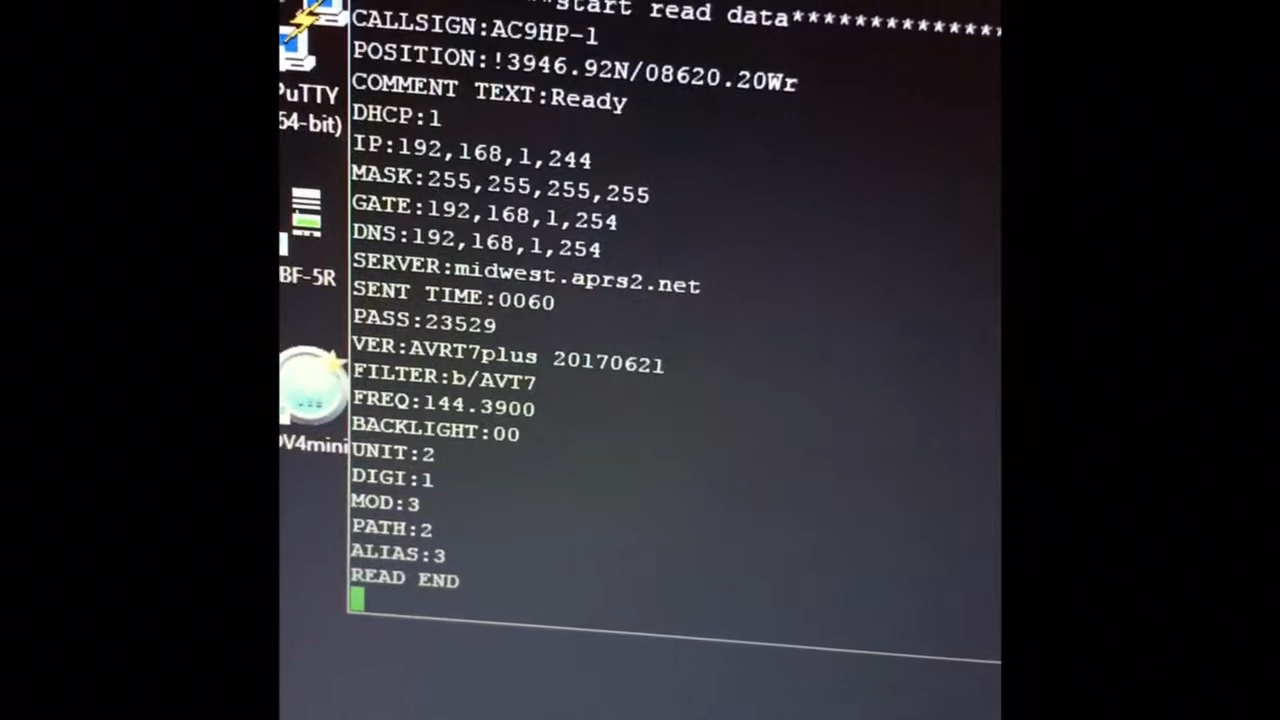 start read data**************
CALLSIGN:AC9HP-1
POSITION:!3946.92N/08620.20Wr
COMMENT TEXT:Ready
DHCP:1
IP:192,168,1,244
MASK:255,255,255,255
GATE:192,168,1,254
DNS:192,168,1,254
SERVER:midwest.aprs2.net
SENT TIME:0060
PASS:23529
VER:AVRT7plus 20170621
FILTER:b/AVT7
FREQ:144.3900
BACKLIGHT:00
UNIT:2
DIGI:1
MOD:3
PATH:2
ALIAS:3
READ END
PuTTY
64-bit)
BF-5R
DV4mini